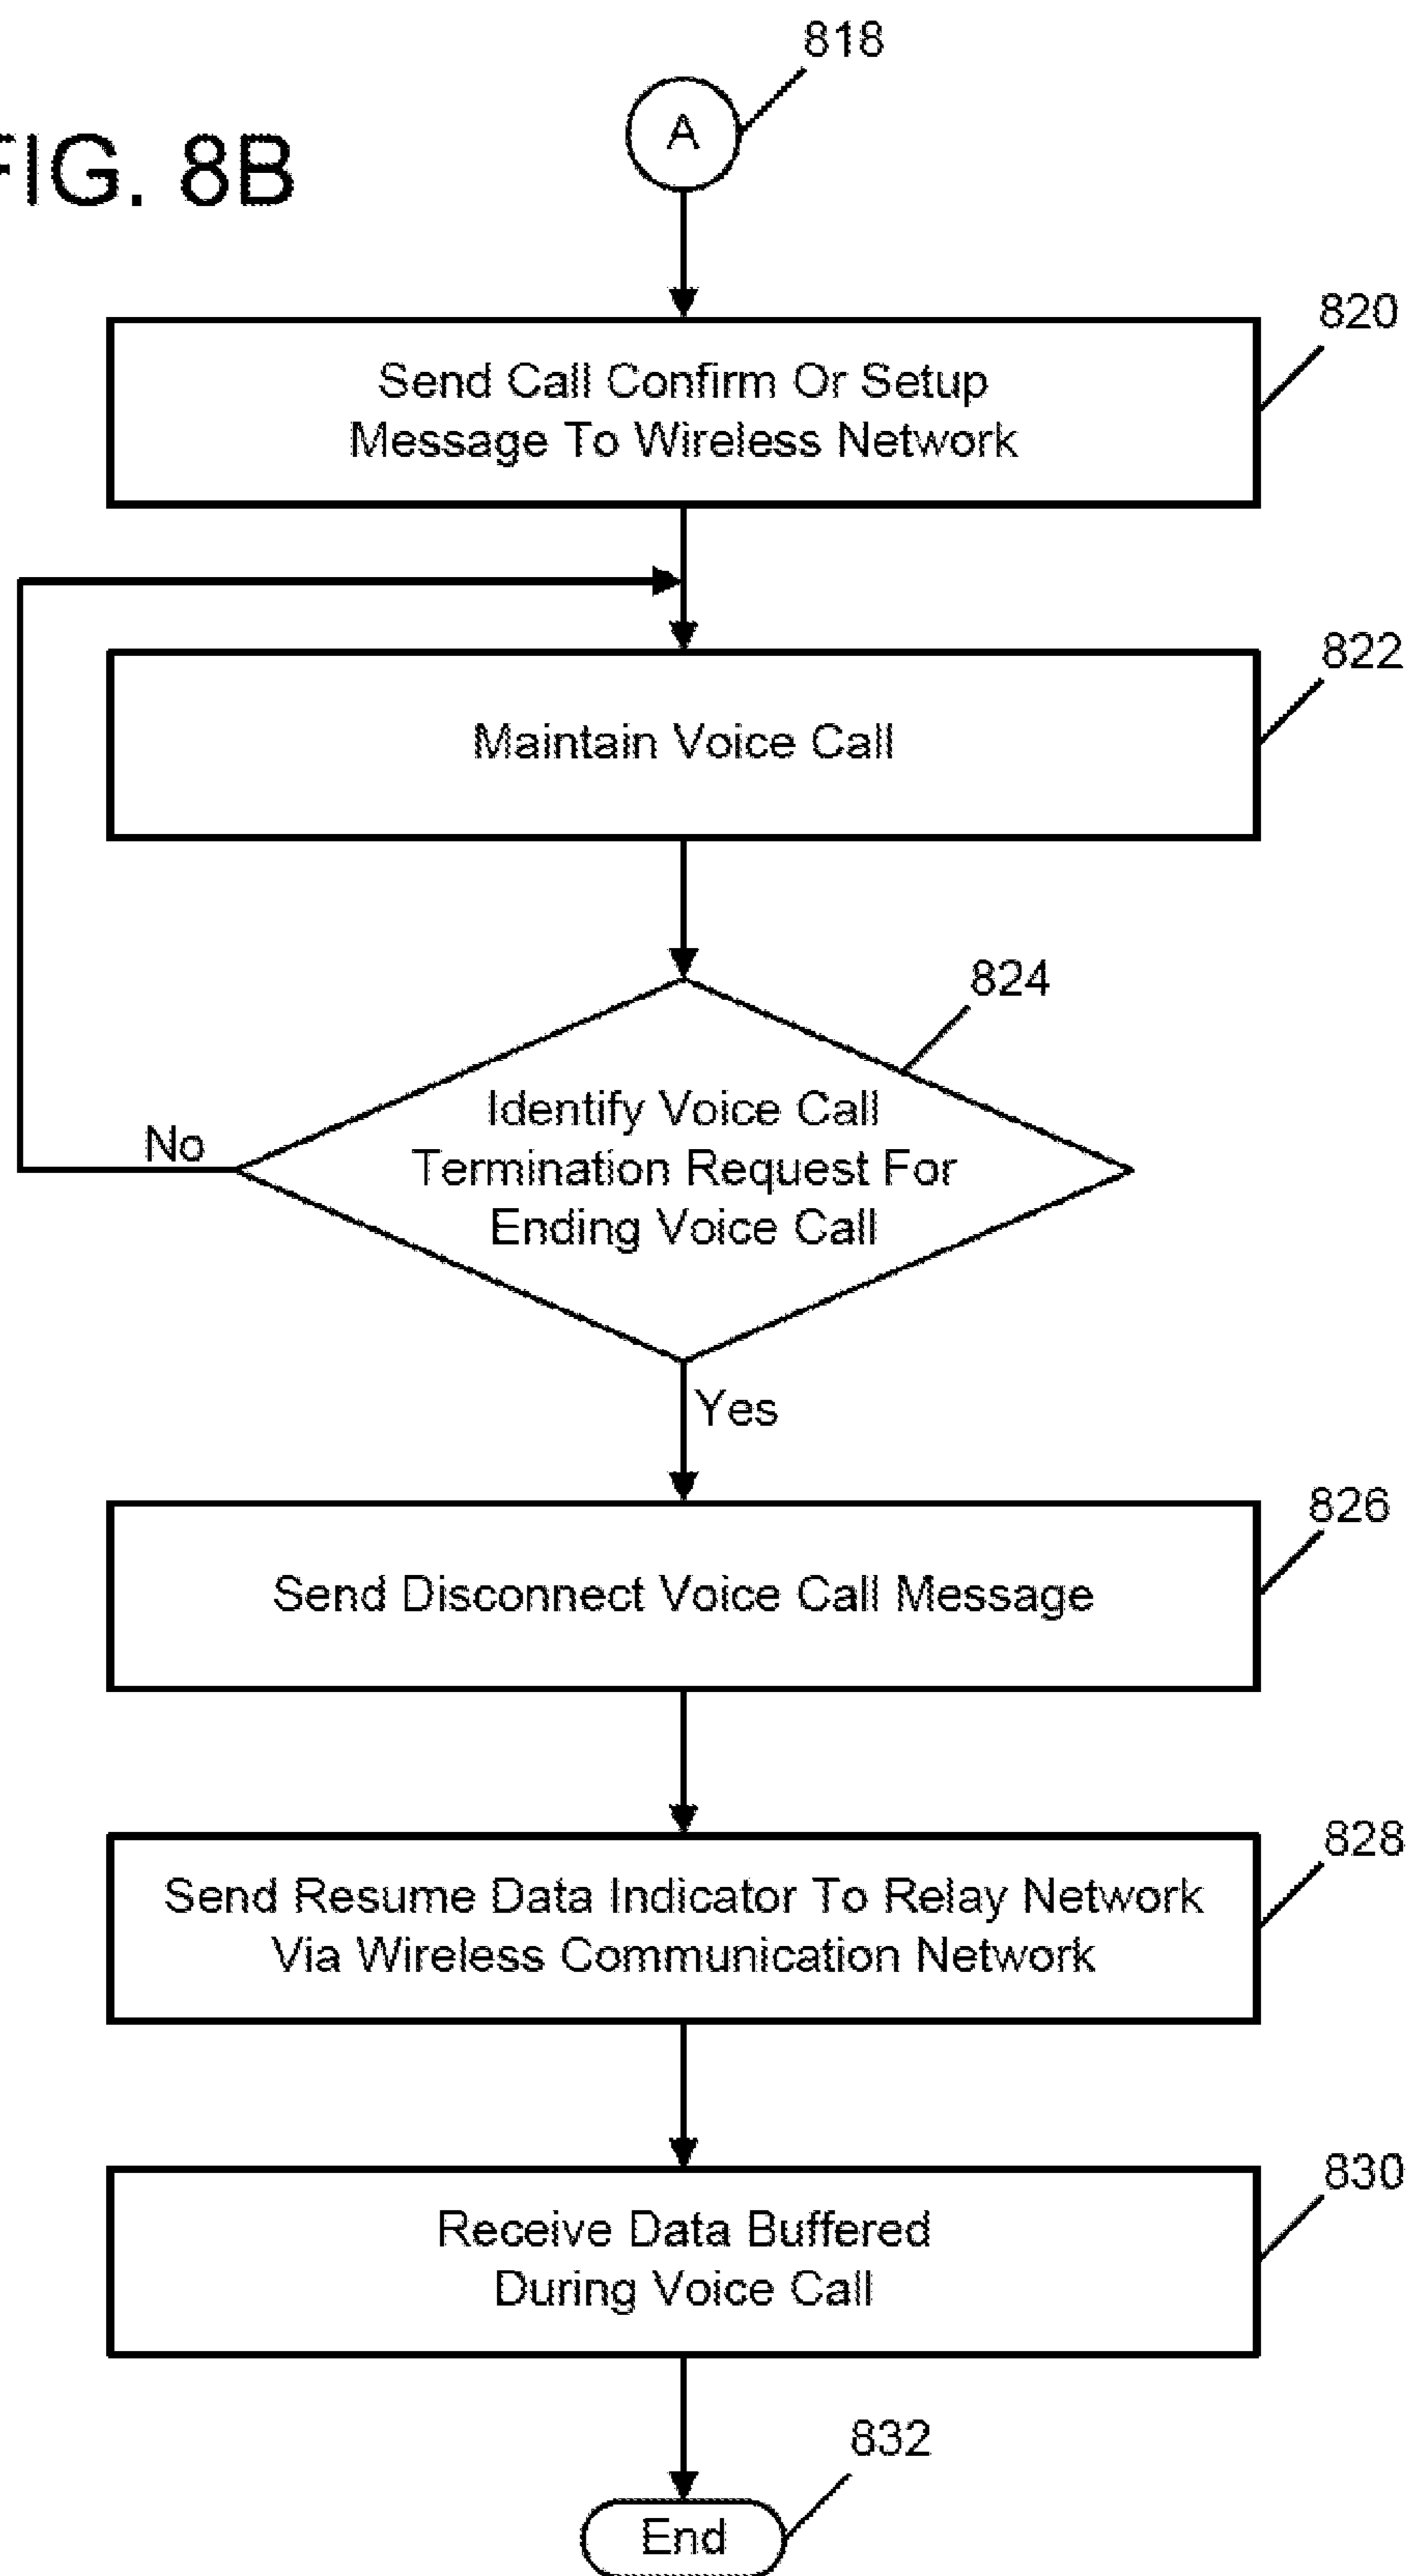 818
A
FIG. 8B
820
Send Call Confirm Or Setup
Message To Wireless Network
822
Maintain Voice Call
824
Identify Voice Call
Termination Request For
Ending Voice Call
No
Yes
826
Send Disconnect Voice Call Message
828
Send Resume Data Indicator To Relay Network
Via Wireless Communication Network
830
Receive Data Buffered
During Voice Call
832
End